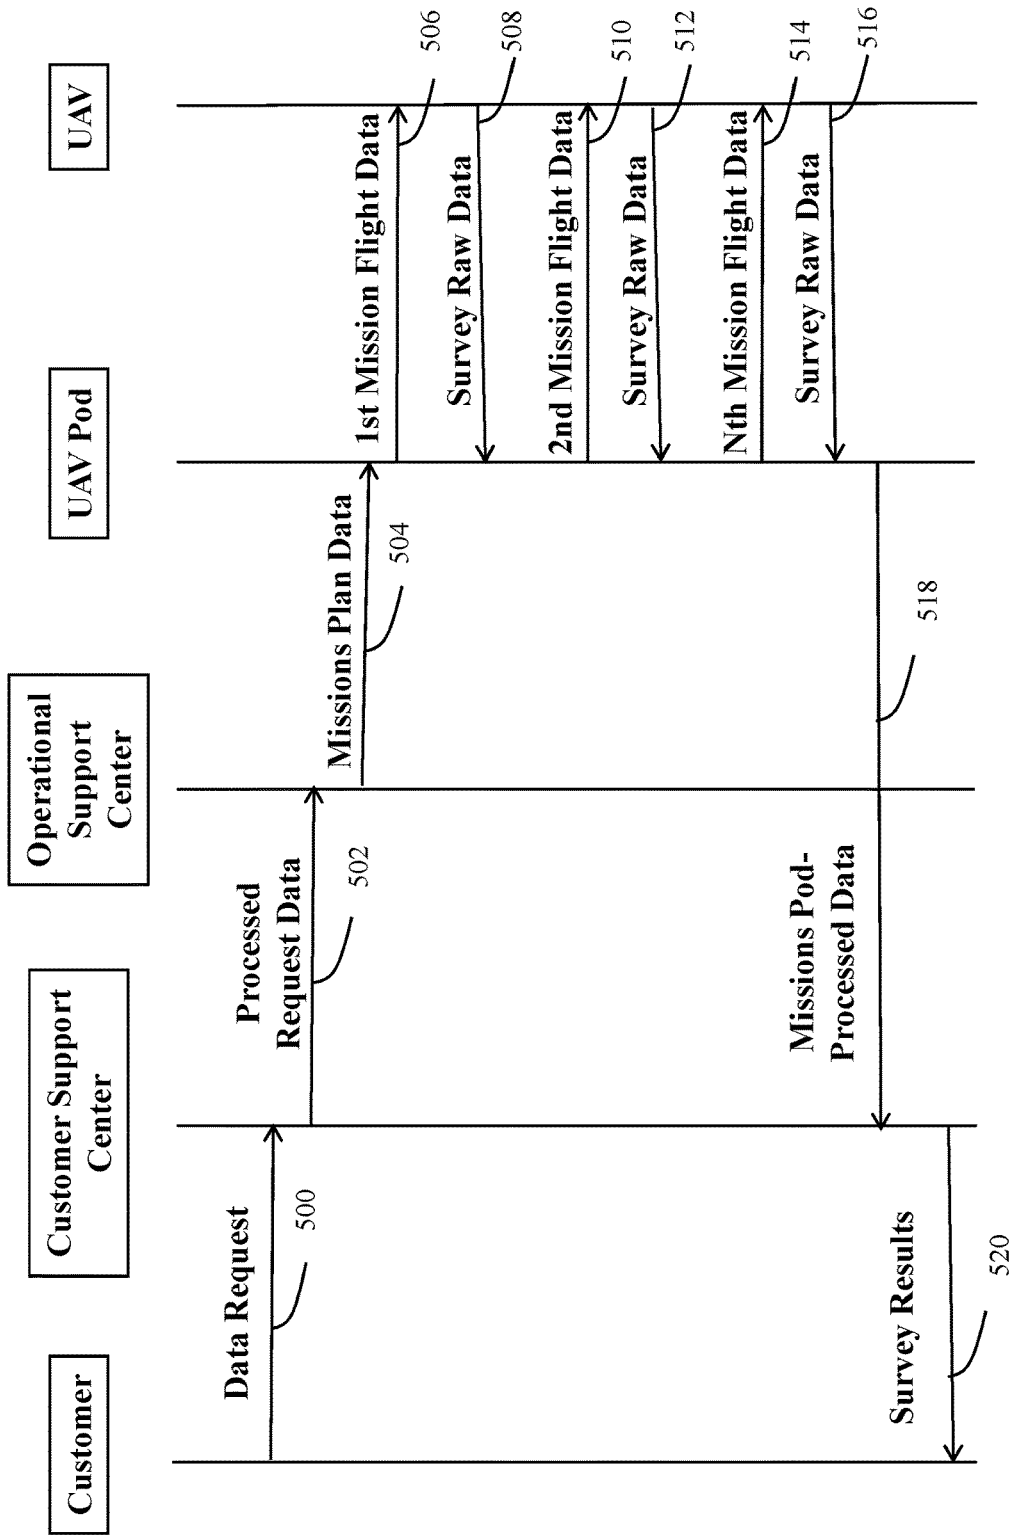 Customer
Customer Support
Center
Operational
Support
Center
UAV Pod
UAV
Data Request
500
Processed
Request Data
502
Missions Plan Data
504
1st Mission Flight Data
506
Survey Raw Data
508
2nd Mission Flight Data
510
Survey Raw Data
512
Nth Mission Flight Data
514
Survey Raw Data
516
Missions Pod-
Processed Data
518
Survey Results
520